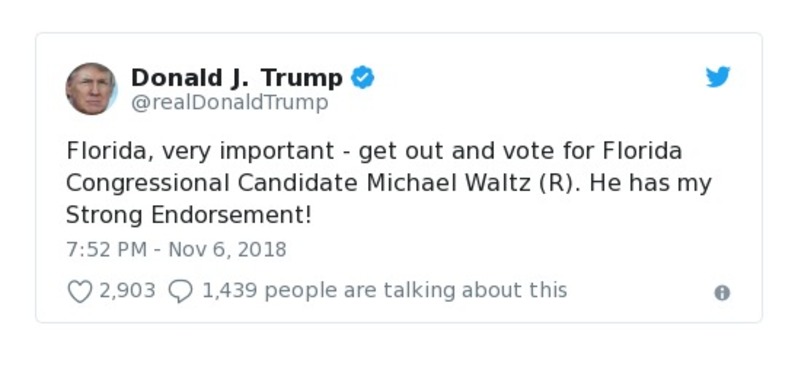 Donald J. Trump
@realDonaldTrump
Florida, very important - get out and vote for Florida
Congressional Candidate Michael Waltz (R). He has my
Strong Endorsement!
7:52 PM - Nov 6, 2018
2,903 1,439 people are talking about this